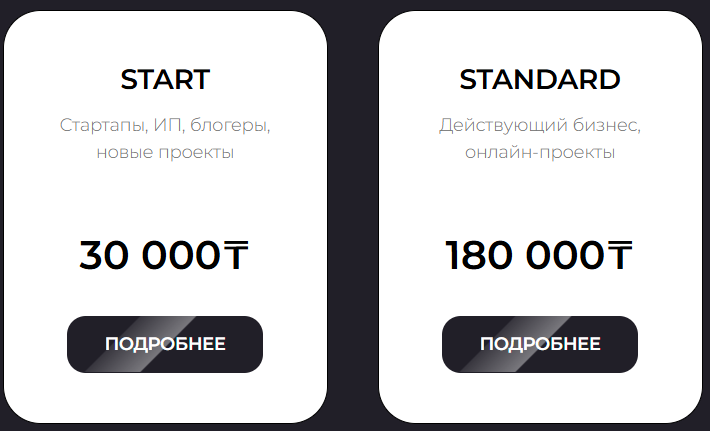 START
Стартапы, ИП, блогеры,
новые проекты
30 000₸
ПОДРОБНЕЕ
STANDARD
Действующий бизнес,
онлайн-проекты
180 000₸
ПОДРОБНЕЕ